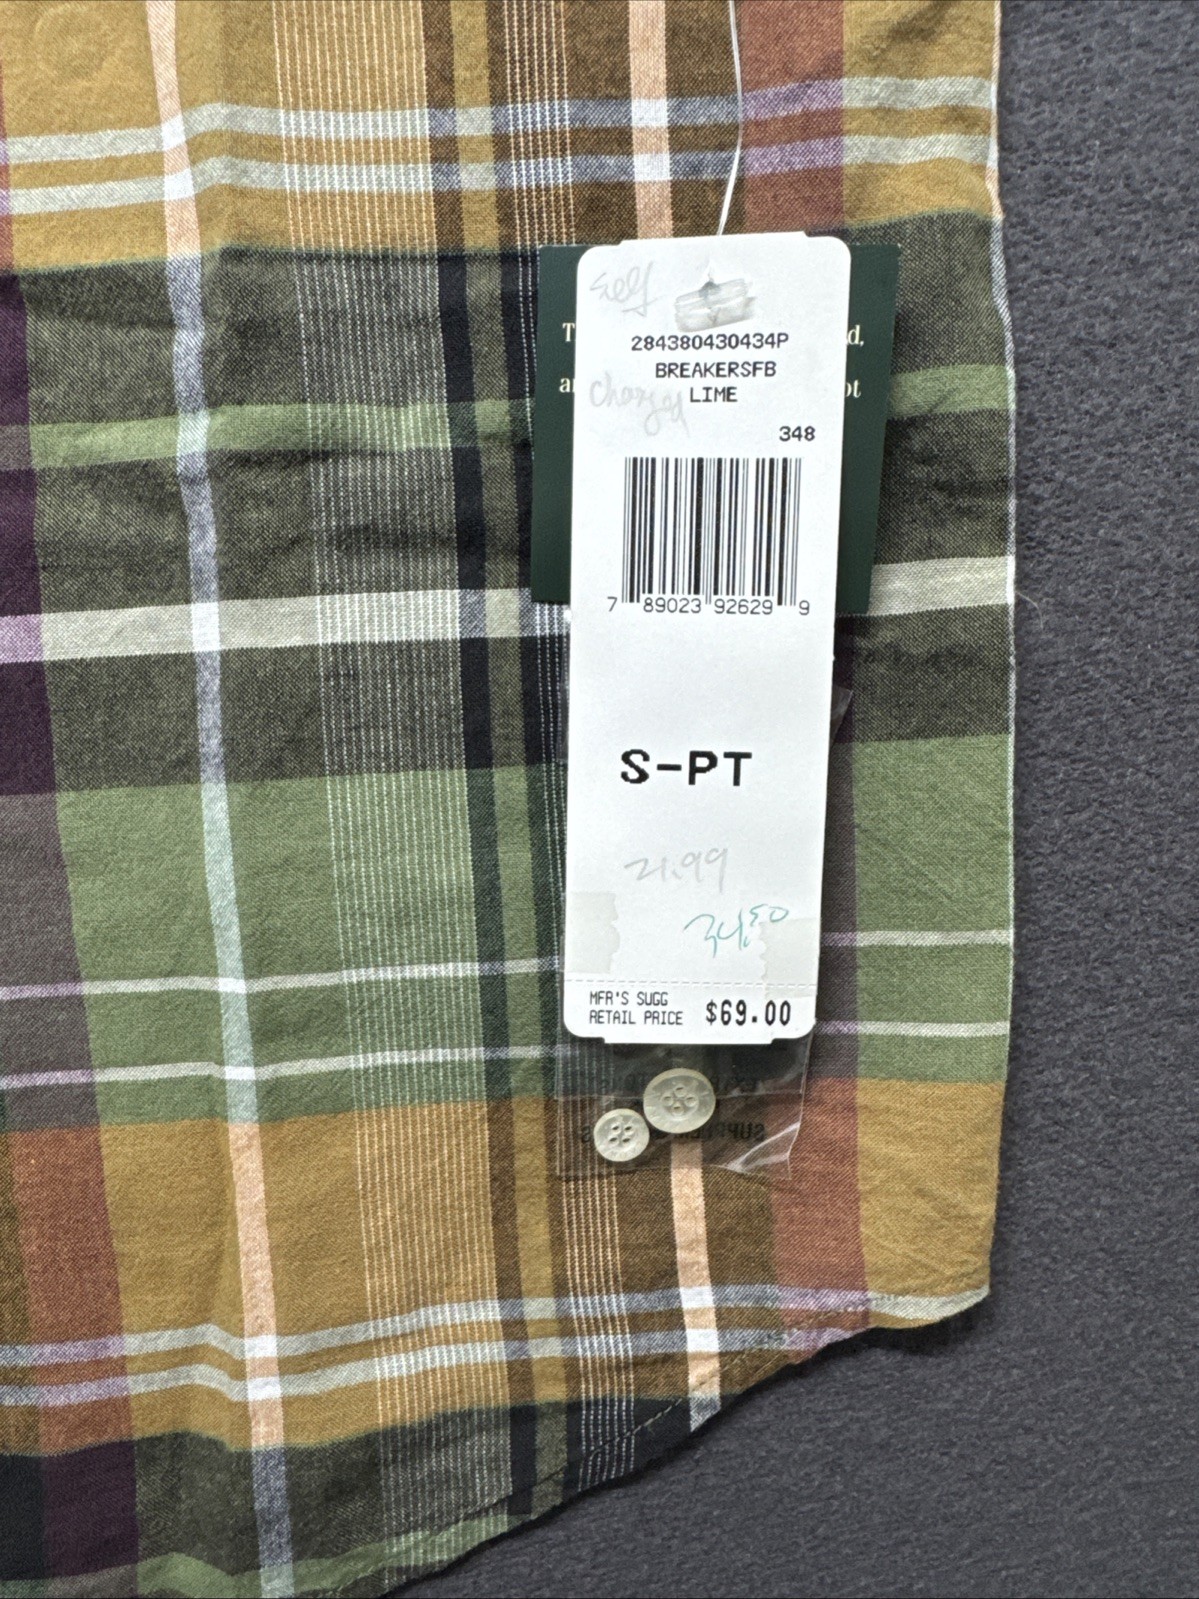 self
284380430434P
BREAKERSFB
LIME
348
7 89023 92629 9
S-PT
21.99
34.50
MFR'S SUGG
RETAIL PRICE $69.00